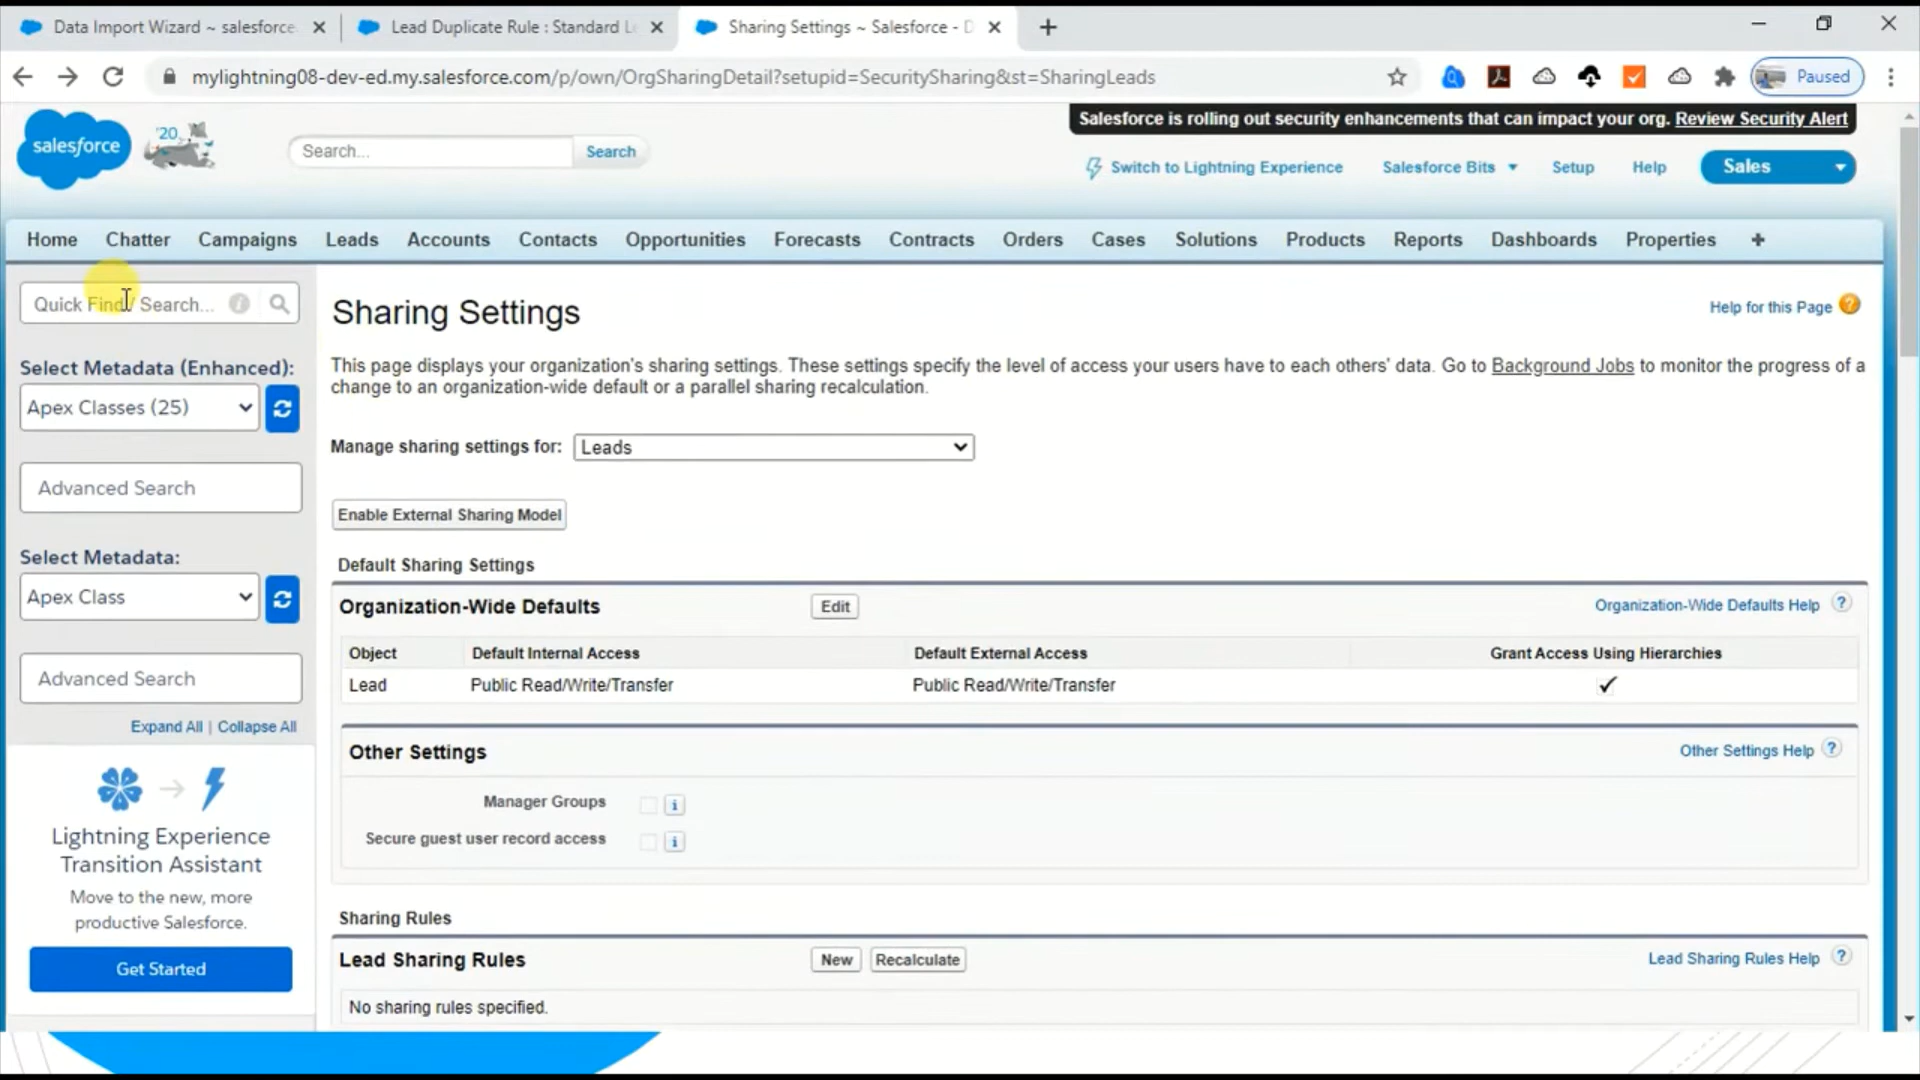 Data Import Wizard ~ salesforce
Lead Duplicate Rule : Standard Le
Sharing Settings ~ Salesforce - D
mylightning08-dev-ed.my.salesforce.com/p/own/OrgSharingDetail?setupid=SecuritySharing&st=SharingLeads
Paused
Salesforce is rolling out security enhancements that can impact your org. Review Security Alert
salesforce
'20
Search...
Search
Switch to Lightning Experience
Salesforce Bits
Setup
Help
Sales
Home
Chatter
Campaigns
Leads
Accounts
Contacts
Opportunities
Forecasts
Contracts
Orders
Cases
Solutions
Products
Reports
Dashboards
Properties
+
Quick Find / Search...
Select Metadata (Enhanced):
Apex Classes (25)
Advanced Search
Select Metadata:
Apex Class
Advanced Search
Expand All | Collapse All
Lightning Experience
Transition Assistant
Move to the new, more
productive Salesforce.
Get Started
Sharing Settings
Help for this Page
This page displays your organization's sharing settings. These settings specify the level of access your users have to each others' data. Go to Background Jobs to monitor the progress of a
change to an organization-wide default or a parallel sharing recalculation.
Manage sharing settings for: Leads
Enable External Sharing Model
Default Sharing Settings
Organization-Wide Defaults
Edit
Organization-Wide Defaults Help ?
Object
Default Internal Access
Default External Access
Grant Access Using Hierarchies
Lead
Public Read/Write/Transfer
Public Read/Write/Transfer
Other Settings
Other Settings Help ?
Manager Groups
Secure guest user record access
Sharing Rules
Lead Sharing Rules
New
Recalculate
Lead Sharing Rules Help ?
No sharing rules specified.